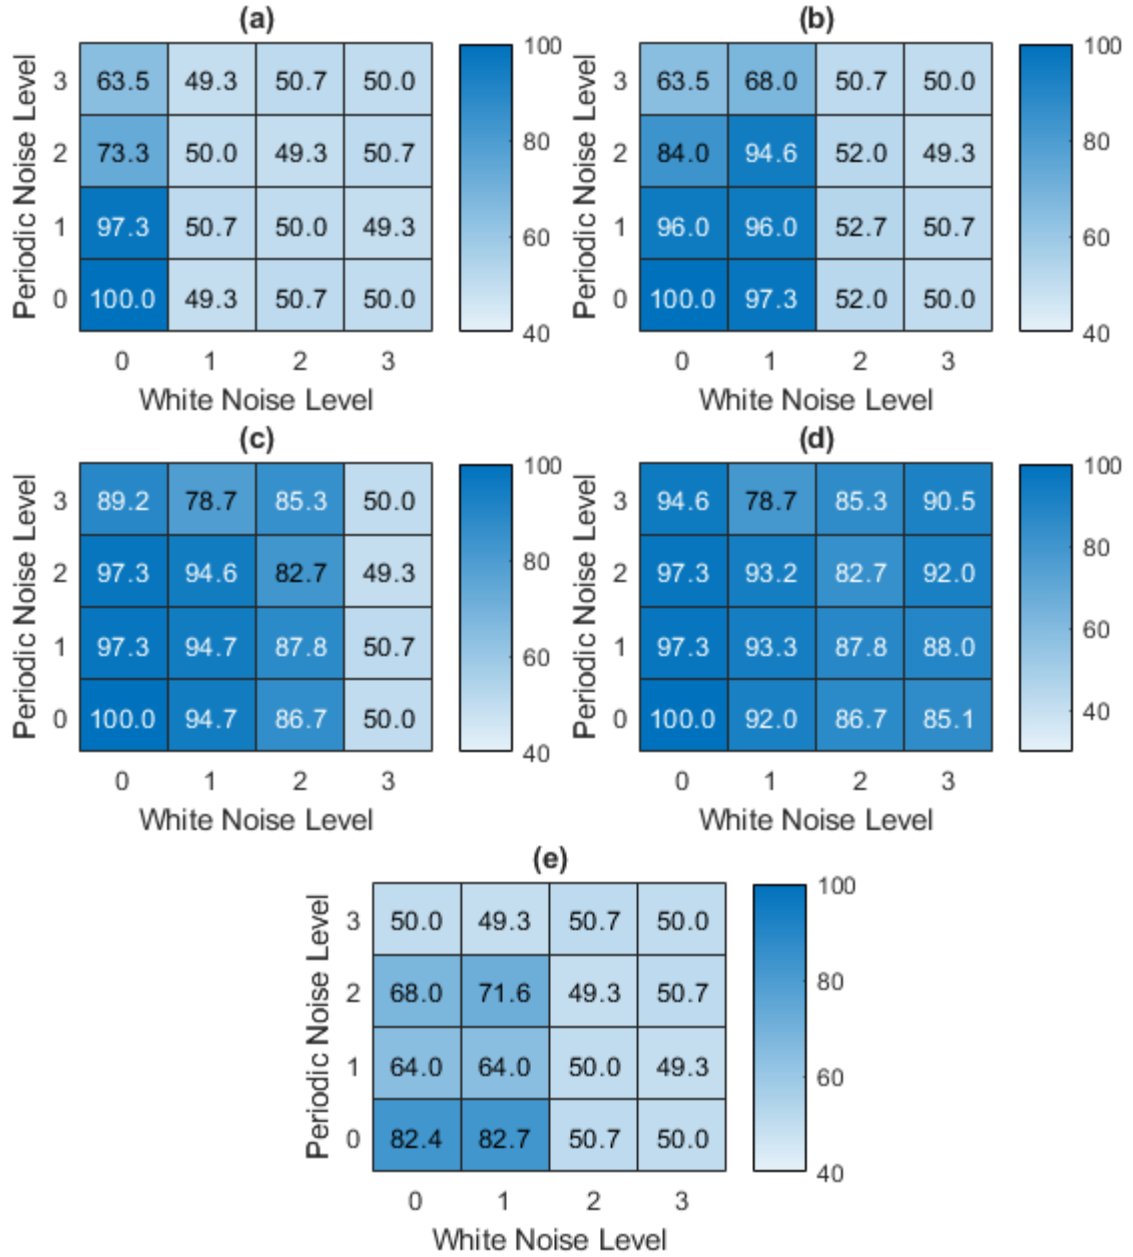 (a)
Periodic Noise Level
3 63.5 49.3 50.7 50.0
2 73.3 50.0 49.3 50.7
1 97.3 50.7 50.0 49.3
0 100.0 49.3 50.7 50.0
0 1 2 3
White Noise Level
100
80
60
40
(b)
Periodic Noise Level
3 63.5 68.0 50.7 50.0
2 84.0 94.6 52.0 49.3
1 96.0 96.0 52.7 50.7
0 100.0 97.3 52.0 50.0
0 1 2 3
White Noise Level
100
80
60
40
(c)
Periodic Noise Level
3 89.2 78.7 85.3 50.0
2 97.3 94.6 82.7 49.3
1 97.3 94.7 87.8 50.7
0 100.0 94.7 86.7 50.0
0 1 2 3
White Noise Level
100
80
60
40
(d)
Periodic Noise Level
3 94.6 78.7 85.3 90.5
2 97.3 93.2 82.7 92.0
1 97.3 93.3 87.8 88.0
0 100.0 92.0 86.7 85.1
0 1 2 3
White Noise Level
100
80
60
40
(e)
Periodic Noise Level
3 50.0 49.3 50.7 50.0
2 68.0 71.6 49.3 50.7
1 64.0 64.0 50.0 49.3
0 82.4 82.7 50.7 50.0
0 1 2 3
White Noise Level
100
80
60
40